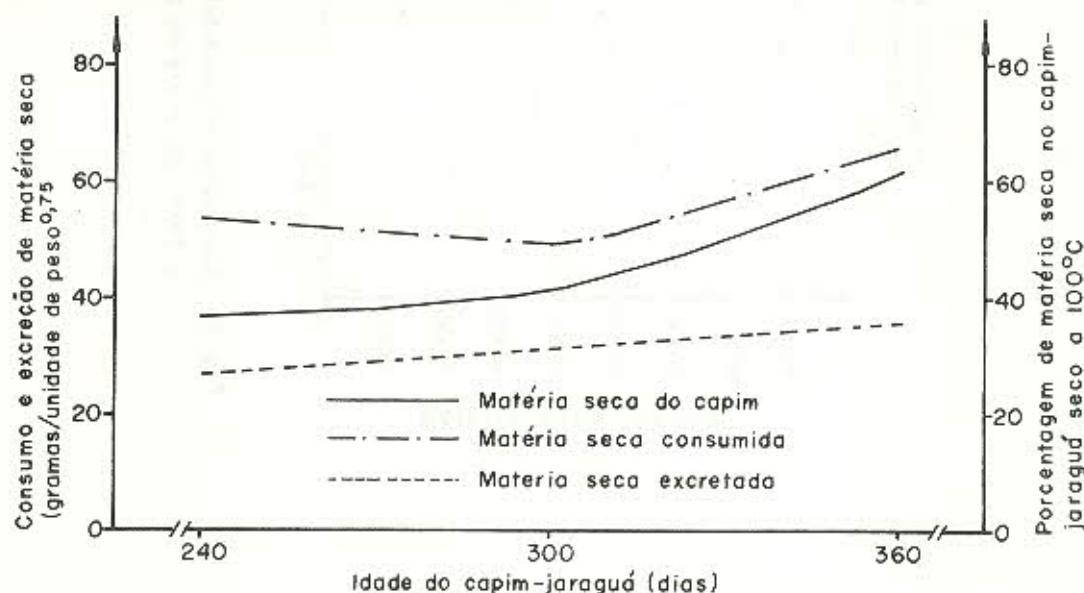 Consumo e excreção de matéria seca
(gramas/unidade de peso0,75
80
60
40
20
0
Porcentagem de matéria seca no capim-
jaraguá seco a 100°C
80
60
40
20
0
Matéria seca do capim
Matéria seca consumida
Materia seca excretada
240
300
360
Idade do capim-jaraguá (dias)